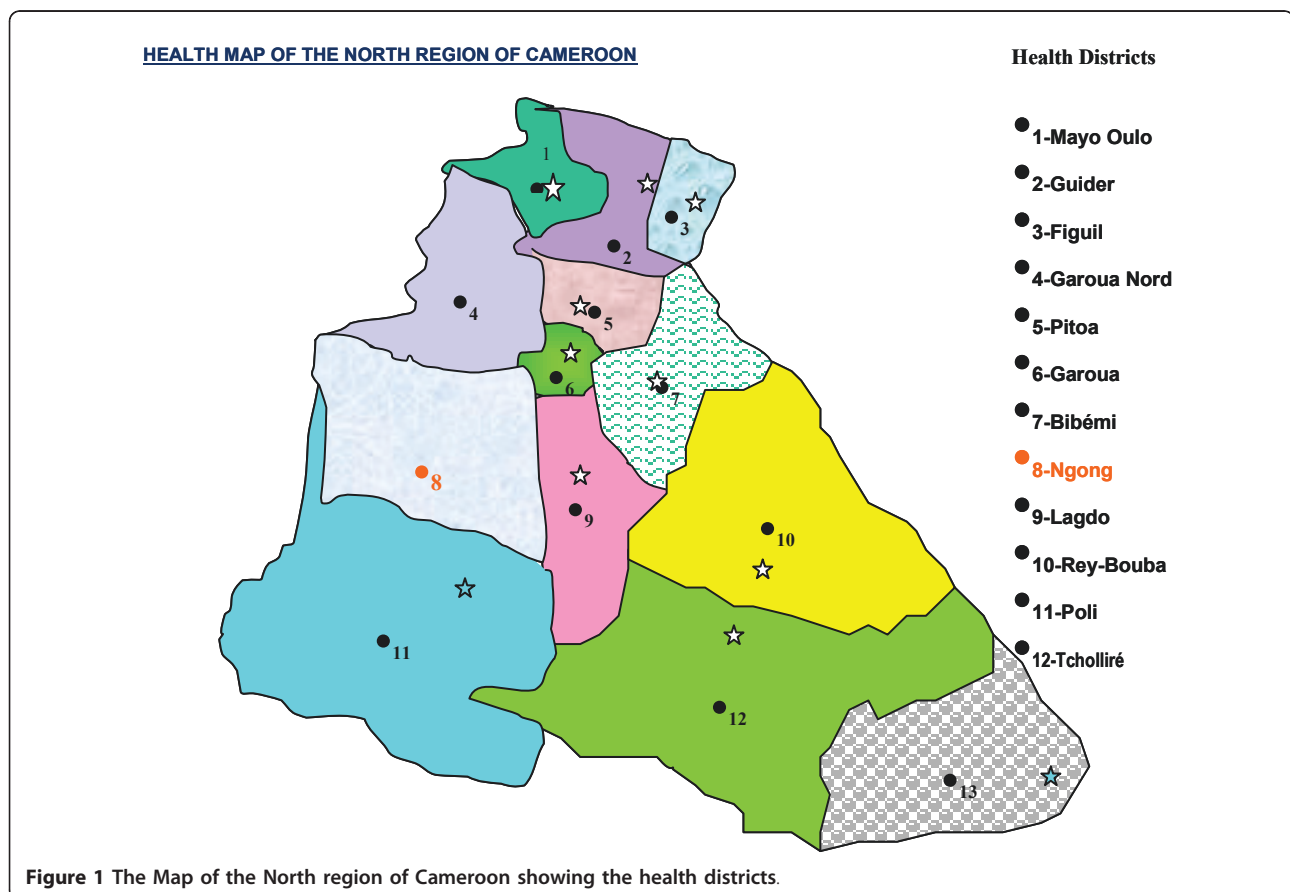 HEALTH MAP OF THE NORTH REGION OF CAMEROON
Health Districts
1-Mayo Oulo
2-Guider
3-Figuil
4-Garoua Nord
5-Pitoa
6-Garoua
7-Bibémi
8-Ngong
9-Lagdo
10-Rey-Bouba
11-Poli
12-Tcholliré
1
2
3
4
5
6
7
8
9
10
11
12
13
Figure 1 The Map of the North region of Cameroon showing the health districts.